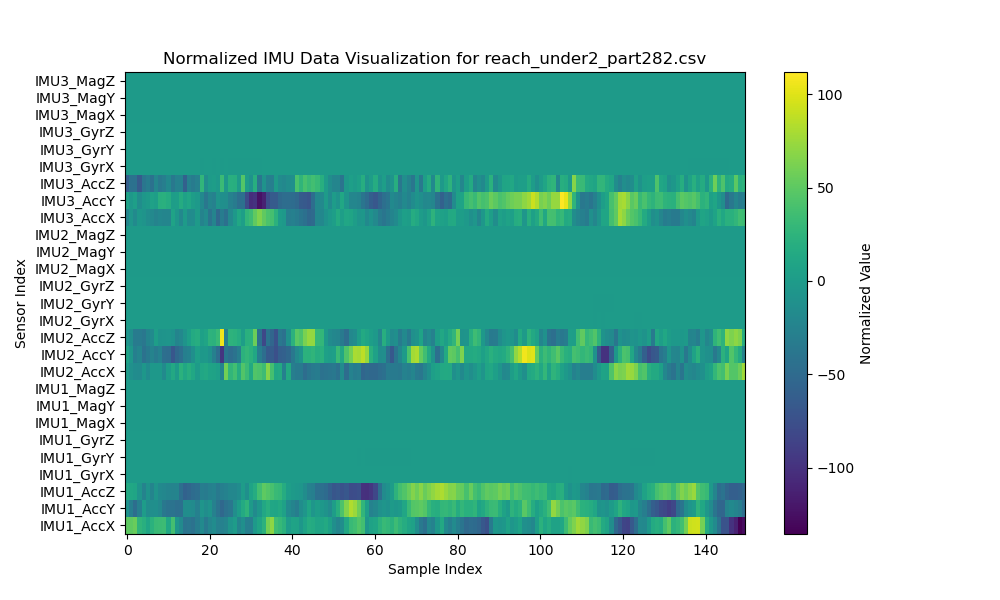 Normalized IMU Data Visualization for reach_under2_part282.csv
IMU3_MagZ
IMU3_MagY
IMU3_MagX
IMU3_GyrZ
IMU3_GyrY
IMU3_GyrX
IMU3_AccZ
IMU3_AccY
IMU3_AccX
IMU2_MagZ
IMU2_MagY
IMU2_MagX
IMU2_GyrZ
IMU2_GyrY
IMU2_GyrX
IMU2_AccZ
IMU2_AccY
IMU2_AccX
IMU1_MagZ
IMU1_MagY
IMU1_MagX
IMU1_GyrZ
IMU1_GyrY
IMU1_GyrX
IMU1_AccZ
IMU1_AccY
IMU1_AccX
Sensor Index
0 20 40 60 80 100 120 140
Sample Index
100
50
0
−50
−100
Normalized Value